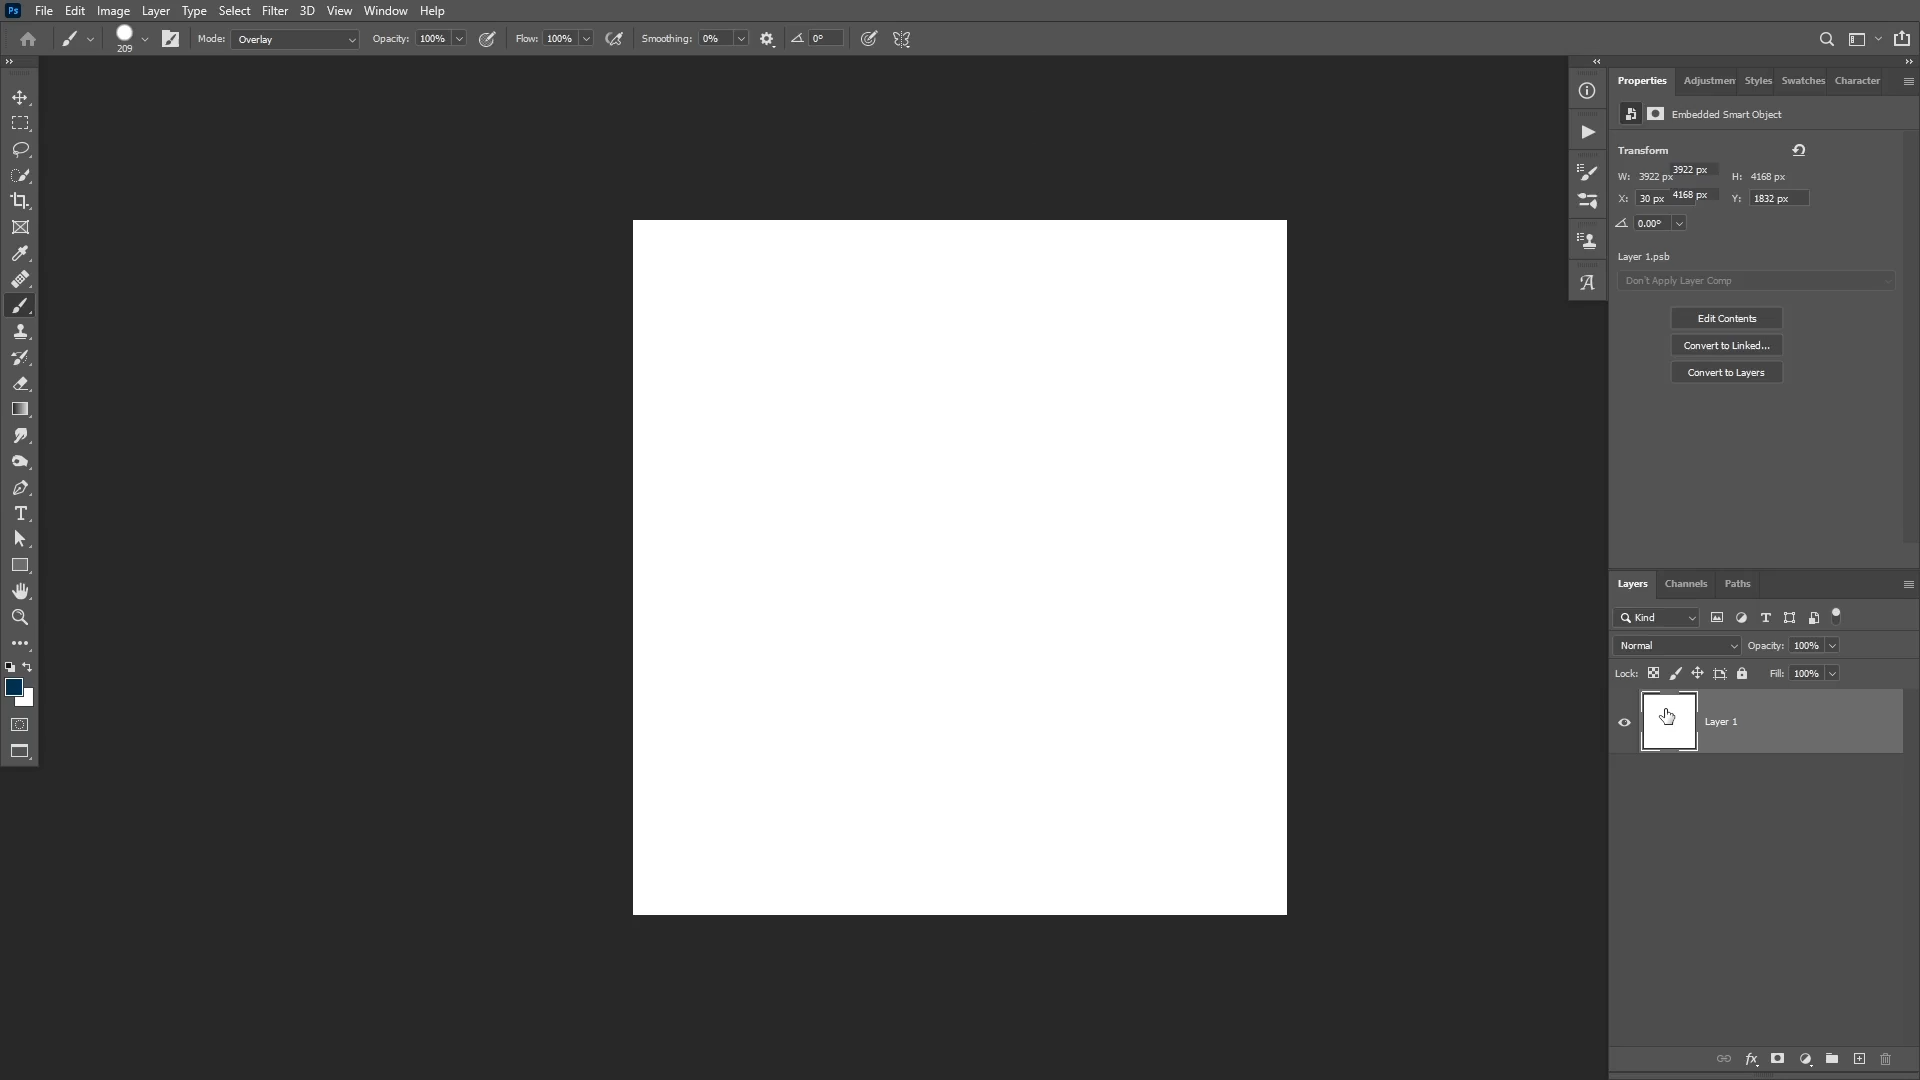 Ps File Edit Image Layer Type Select Filter 3D View Window Help
209 Mode: Overlay Opacity: 100% Flow: 100% Smoothing: 0% 0°
Properties Adjustmen Styles Swatches Character
Embedded Smart Object
Transform
3922 px
W: 3922 px H: 4168 px
4168 px
X: 30 px Y: 1832 px
0.00°
Layer 1.psb
Don't Apply Layer Comp
Edit Contents
Convert to Linked...
Convert to Layers
Layers Channels Paths
Kind
Normal Opacity: 100%
Lock: Fill: 100%
Layer 1
fx